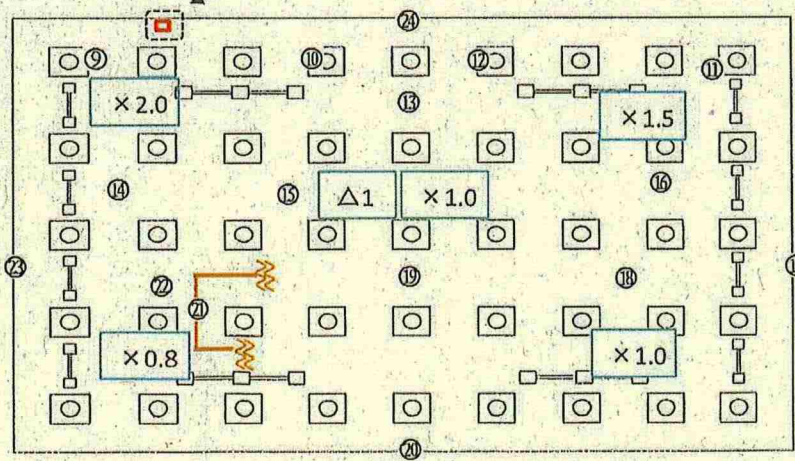 ㉔
⑨ ⑩ ⑫ ⑪
×2.0 ⑬ ×1.5
⑭ ⑮ △1 ×1.0 ⑯
㉓ ㉒ ⑲ ⑱
㉑
×0.8 ×1.0
⑳